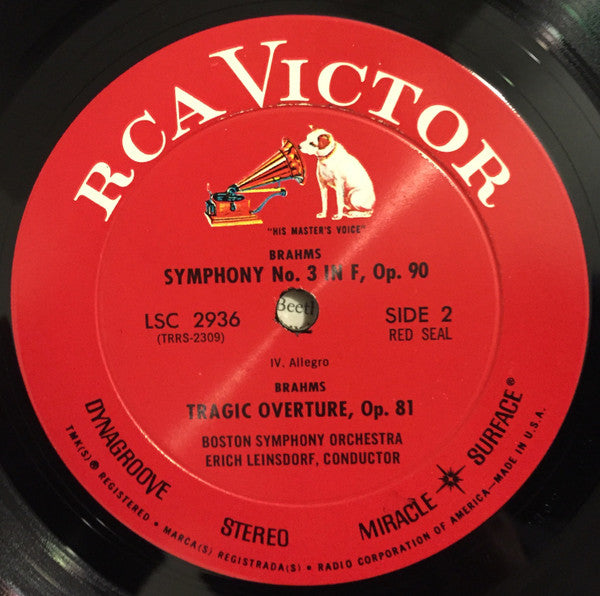 RCA VICTOR
"HIS MASTER'S VOICE"
BRAHMS
SYMPHONY No. 3 IN F, Op. 90
LSC 2936
(TRRS-2309)
Beet
SIDE 2
RED SEAL
IV. Allegro
BRAHMS
TRAGIC OVERTURE, Op. 81
BOSTON SYMPHONY ORCHESTRA
ERICH LEINSDORF, CONDUCTOR
DYNAGROOVE STEREO MIRACLE SURFACE®
TMK(S) ® REGISTERED • MARCA(S) REGISTRADA(S) • RADIO CORPORATION OF AMERICA—MADE IN U.S.A.